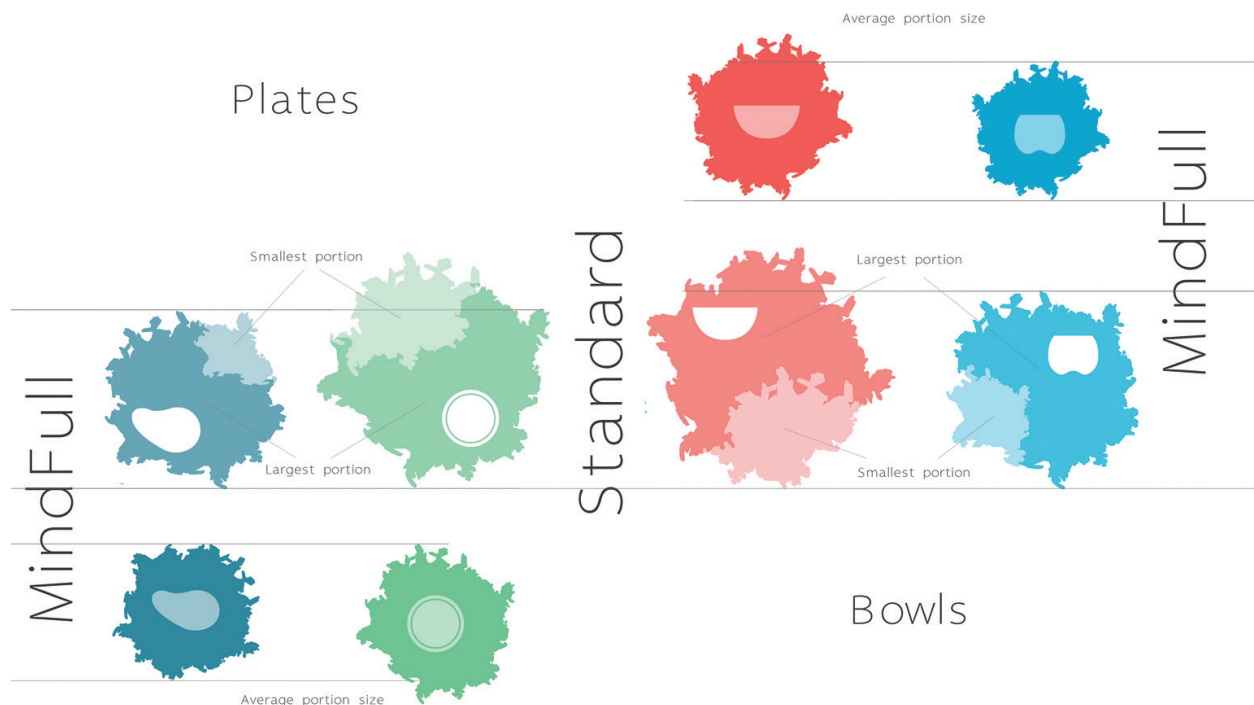 Average portion size
Plates
MindFull
Standard
Smallest portion
Largest portion
Largest portion
Smallest portion
MindFull
Bowls
Average portion size